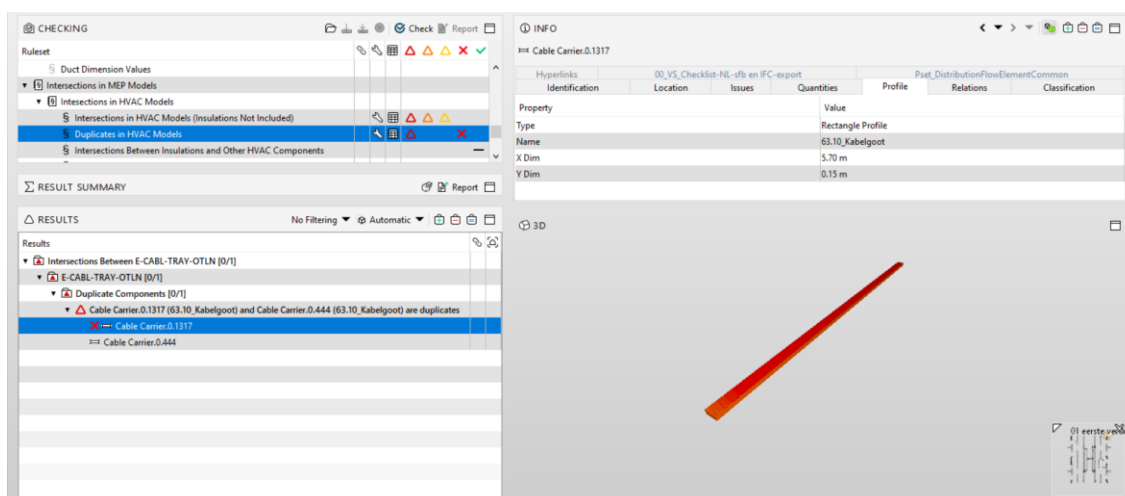 CHECKING
Check Report
Ruleset
§ Duct Dimension Values
Intersections in MEP Models
Intesections in HVAC Models
§ Intersections in HVAC Models (Insulations Not Included)
§ Duplicates in HVAC Models
§ Intersections Between Insulations and Other HVAC Components
RESULT SUMMARY
Report
RESULTS
No Filtering Automatic
Results
Intersections Between E-CABL-TRAY-OTLN [0/1]
E-CABL-TRAY-OTLN [0/1]
Duplicate Components [0/1]
Cable Carrier.0.1317 (63.10_Kabelgoot) and Cable Carrier.0.444 (63.10_Kabelgoot) are duplicates
Cable Carrier.0.1317
Cable Carrier.0.444
INFO
Cable Carrier.0.1317
Hyperlinks 00_VS_Checklist-NL-sfb en IFC-export Pset_DistributionFlowElementCommon
Identification Location Issues Quantities Profile Relations Classification
Property Value
Type Rectangle Profile
Name 63.10_Kabelgoot
X Dim 5.70 m
Y Dim 0.15 m
3D
01 eerste